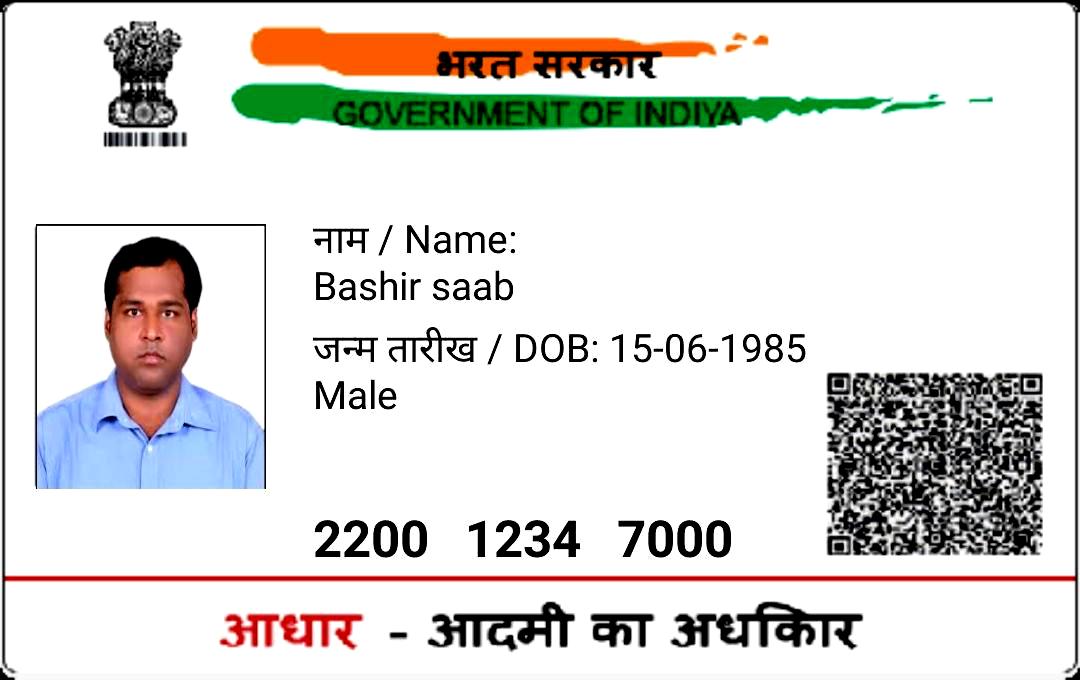 भरत सरकार
GOVERNMENT OF INDIYA
नाम / Name:
Bashir saab
जन्म तारीख / DOB: 15-06-1985
Male
2200 1234 7000
आधार - आदमी का अधकिार